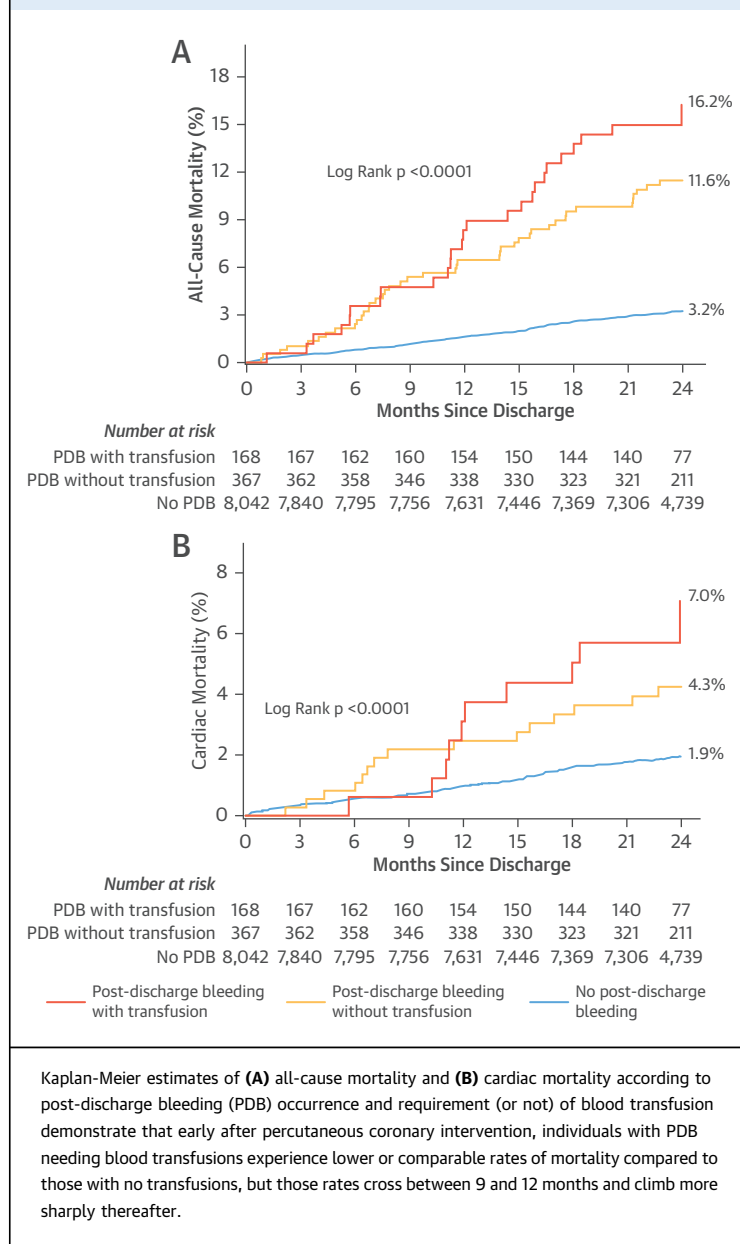 A
All-Cause Mortality (%)
18
15
12
9
6
3
0
Log Rank p <0.0001
16.2%
11.6%
3.2%
0 3 6 9 12 15 18 21 24
Months Since Discharge
Number at risk
PDB with transfusion 168 167 162 160 154 150 144 140 77
PDB without transfusion 367 362 358 346 338 330 323 321 211
No PDB 8,042 7,840 7,795 7,756 7,631 7,446 7,369 7,306 4,739
B
Cardiac Mortality (%)
8
6
4
2
0
Log Rank p <0.0001
7.0%
4.3%
1.9%
0 3 6 9 12 15 18 21 24
Months Since Discharge
Number at risk
PDB with transfusion 168 167 162 160 154 150 144 140 77
PDB without transfusion 367 362 358 346 338 330 323 321 211
No PDB 8,042 7,840 7,795 7,756 7,631 7,446 7,369 7,306 4,739
Post-discharge bleeding
with transfusion
Post-discharge bleeding
without transfusion
No post-discharge
bleeding
Kaplan-Meier estimates of (A) all-cause mortality and (B) cardiac mortality according to
post-discharge bleeding (PDB) occurrence and requirement (or not) of blood transfusion
demonstrate that early after percutaneous coronary intervention, individuals with PDB
needing blood transfusions experience lower or comparable rates of mortality compared to
those with no transfusions, but those rates cross between 9 and 12 months and climb more
sharply thereafter.